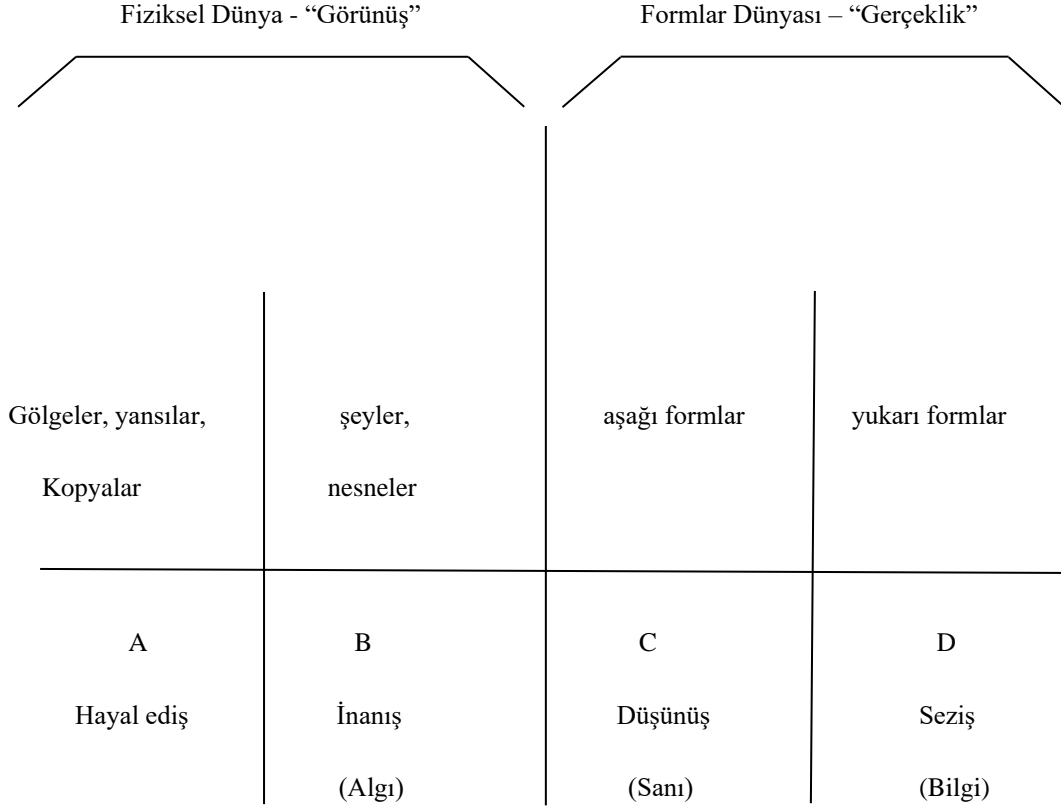 Fiziksel Dünya - “Görünüş” Formlar Dünyası – “Gerçeklik”
Gölgeler, yansılar, şeyler, aşağı formlar yukarı formlar
Kopyalar nesneler
A B C D
Hayal ediş İnanış Düşünüş Seziş
(Algı) (Sanı) (Bilgi)